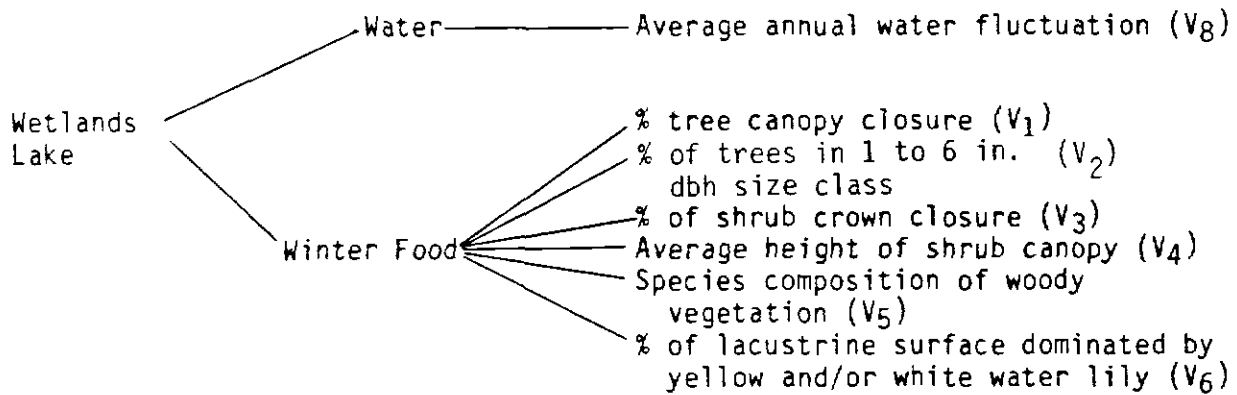 Water
Average annual water fluctuation (V8)
Wetlands
Lake
Winter Food
% tree canopy closure (V1)
% of trees in 1 to 6 in. (V2)
dbh size class
% of shrub crown closure (V3)
Average height of shrub canopy (V4)
Species composition of woody
vegetation (V5)
% of lacustrine surface dominated by
yellow and/or white water lily (V6)